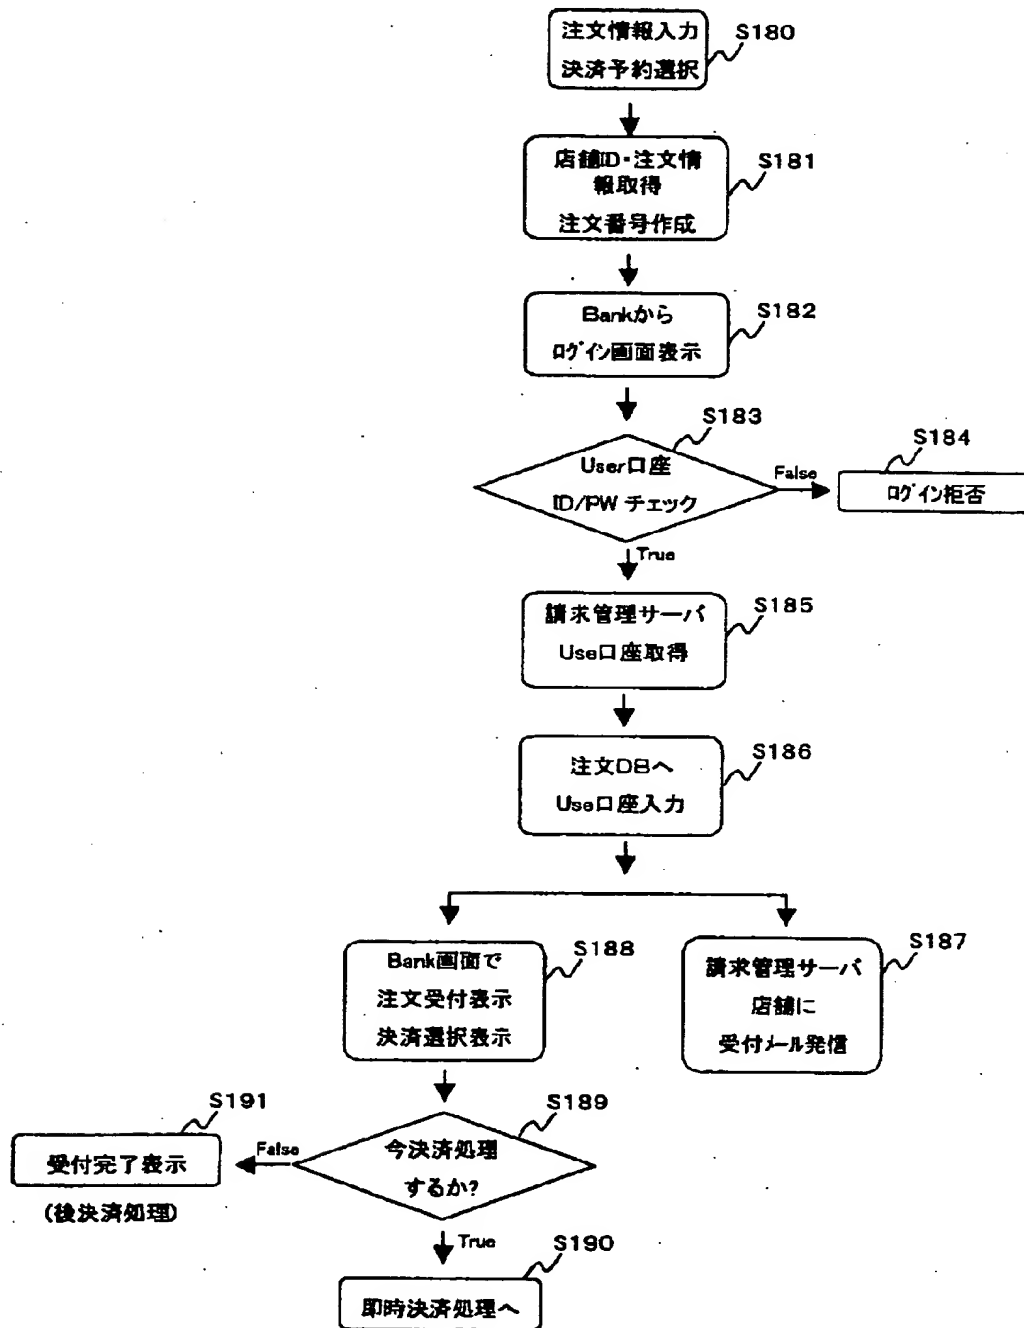 注文情報入力
決済予約選択
S180
店舗ID・注文情
報取得
注文番号作成
S181
Bankから
ログイン画面表示
S182
S183
User口座
ID/PW チェック
False
S184
ログイン拒否
True
請求管理サーバ
Use口座取得
S185
注文DBへ
Use口座入力
S186
Bank画面で
注文受付表示
決済選択表示
S188
請求管理サーバ
店舗に
受付メール発信
S187
S189
今決済処理
するか?
False
S191
受付完了表示
(後決済処理)
True
S190
即時決済処理へ